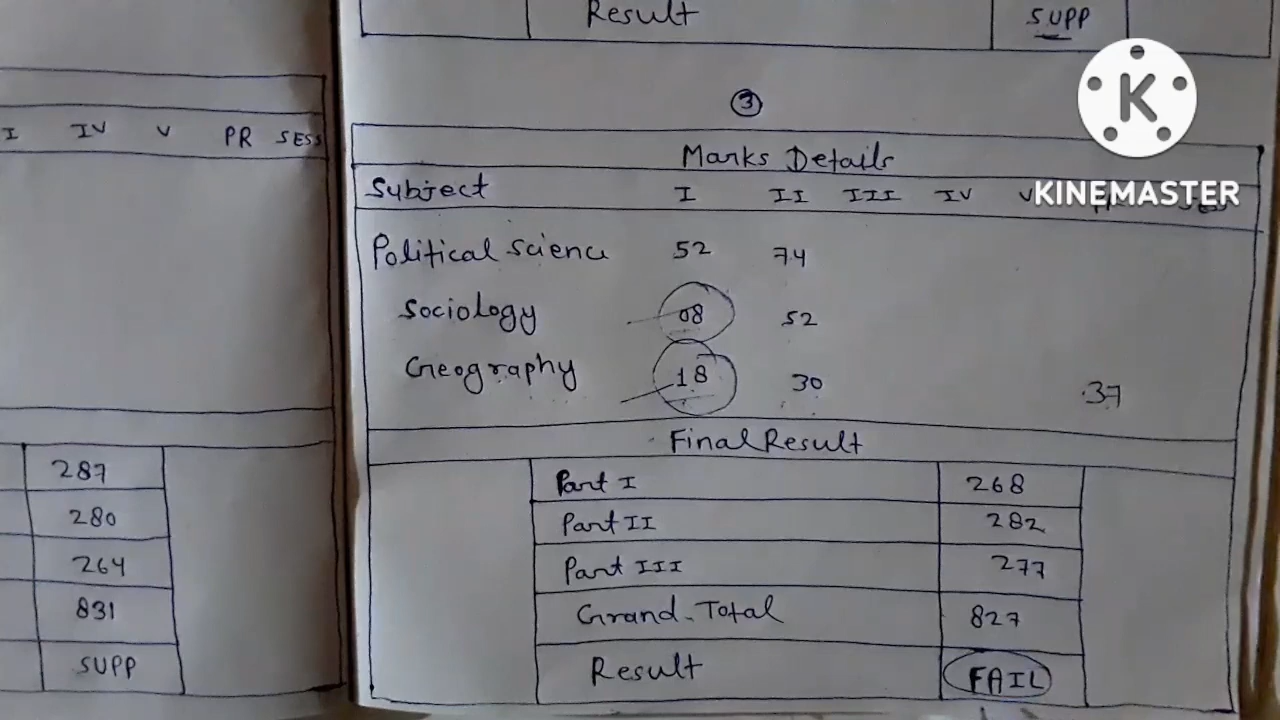 Result SUPP
I IV V PR SESS
287
280
264
831
SUPP
3
Marks Details
Subject I II III IV V
Political Science 52 74
Sociology 08 52
Geography 18 30 37
Final Result
Part I 268
Part II 282
Part III 277
Grand-Total 827
Result FAIL
K
KINEMASTER